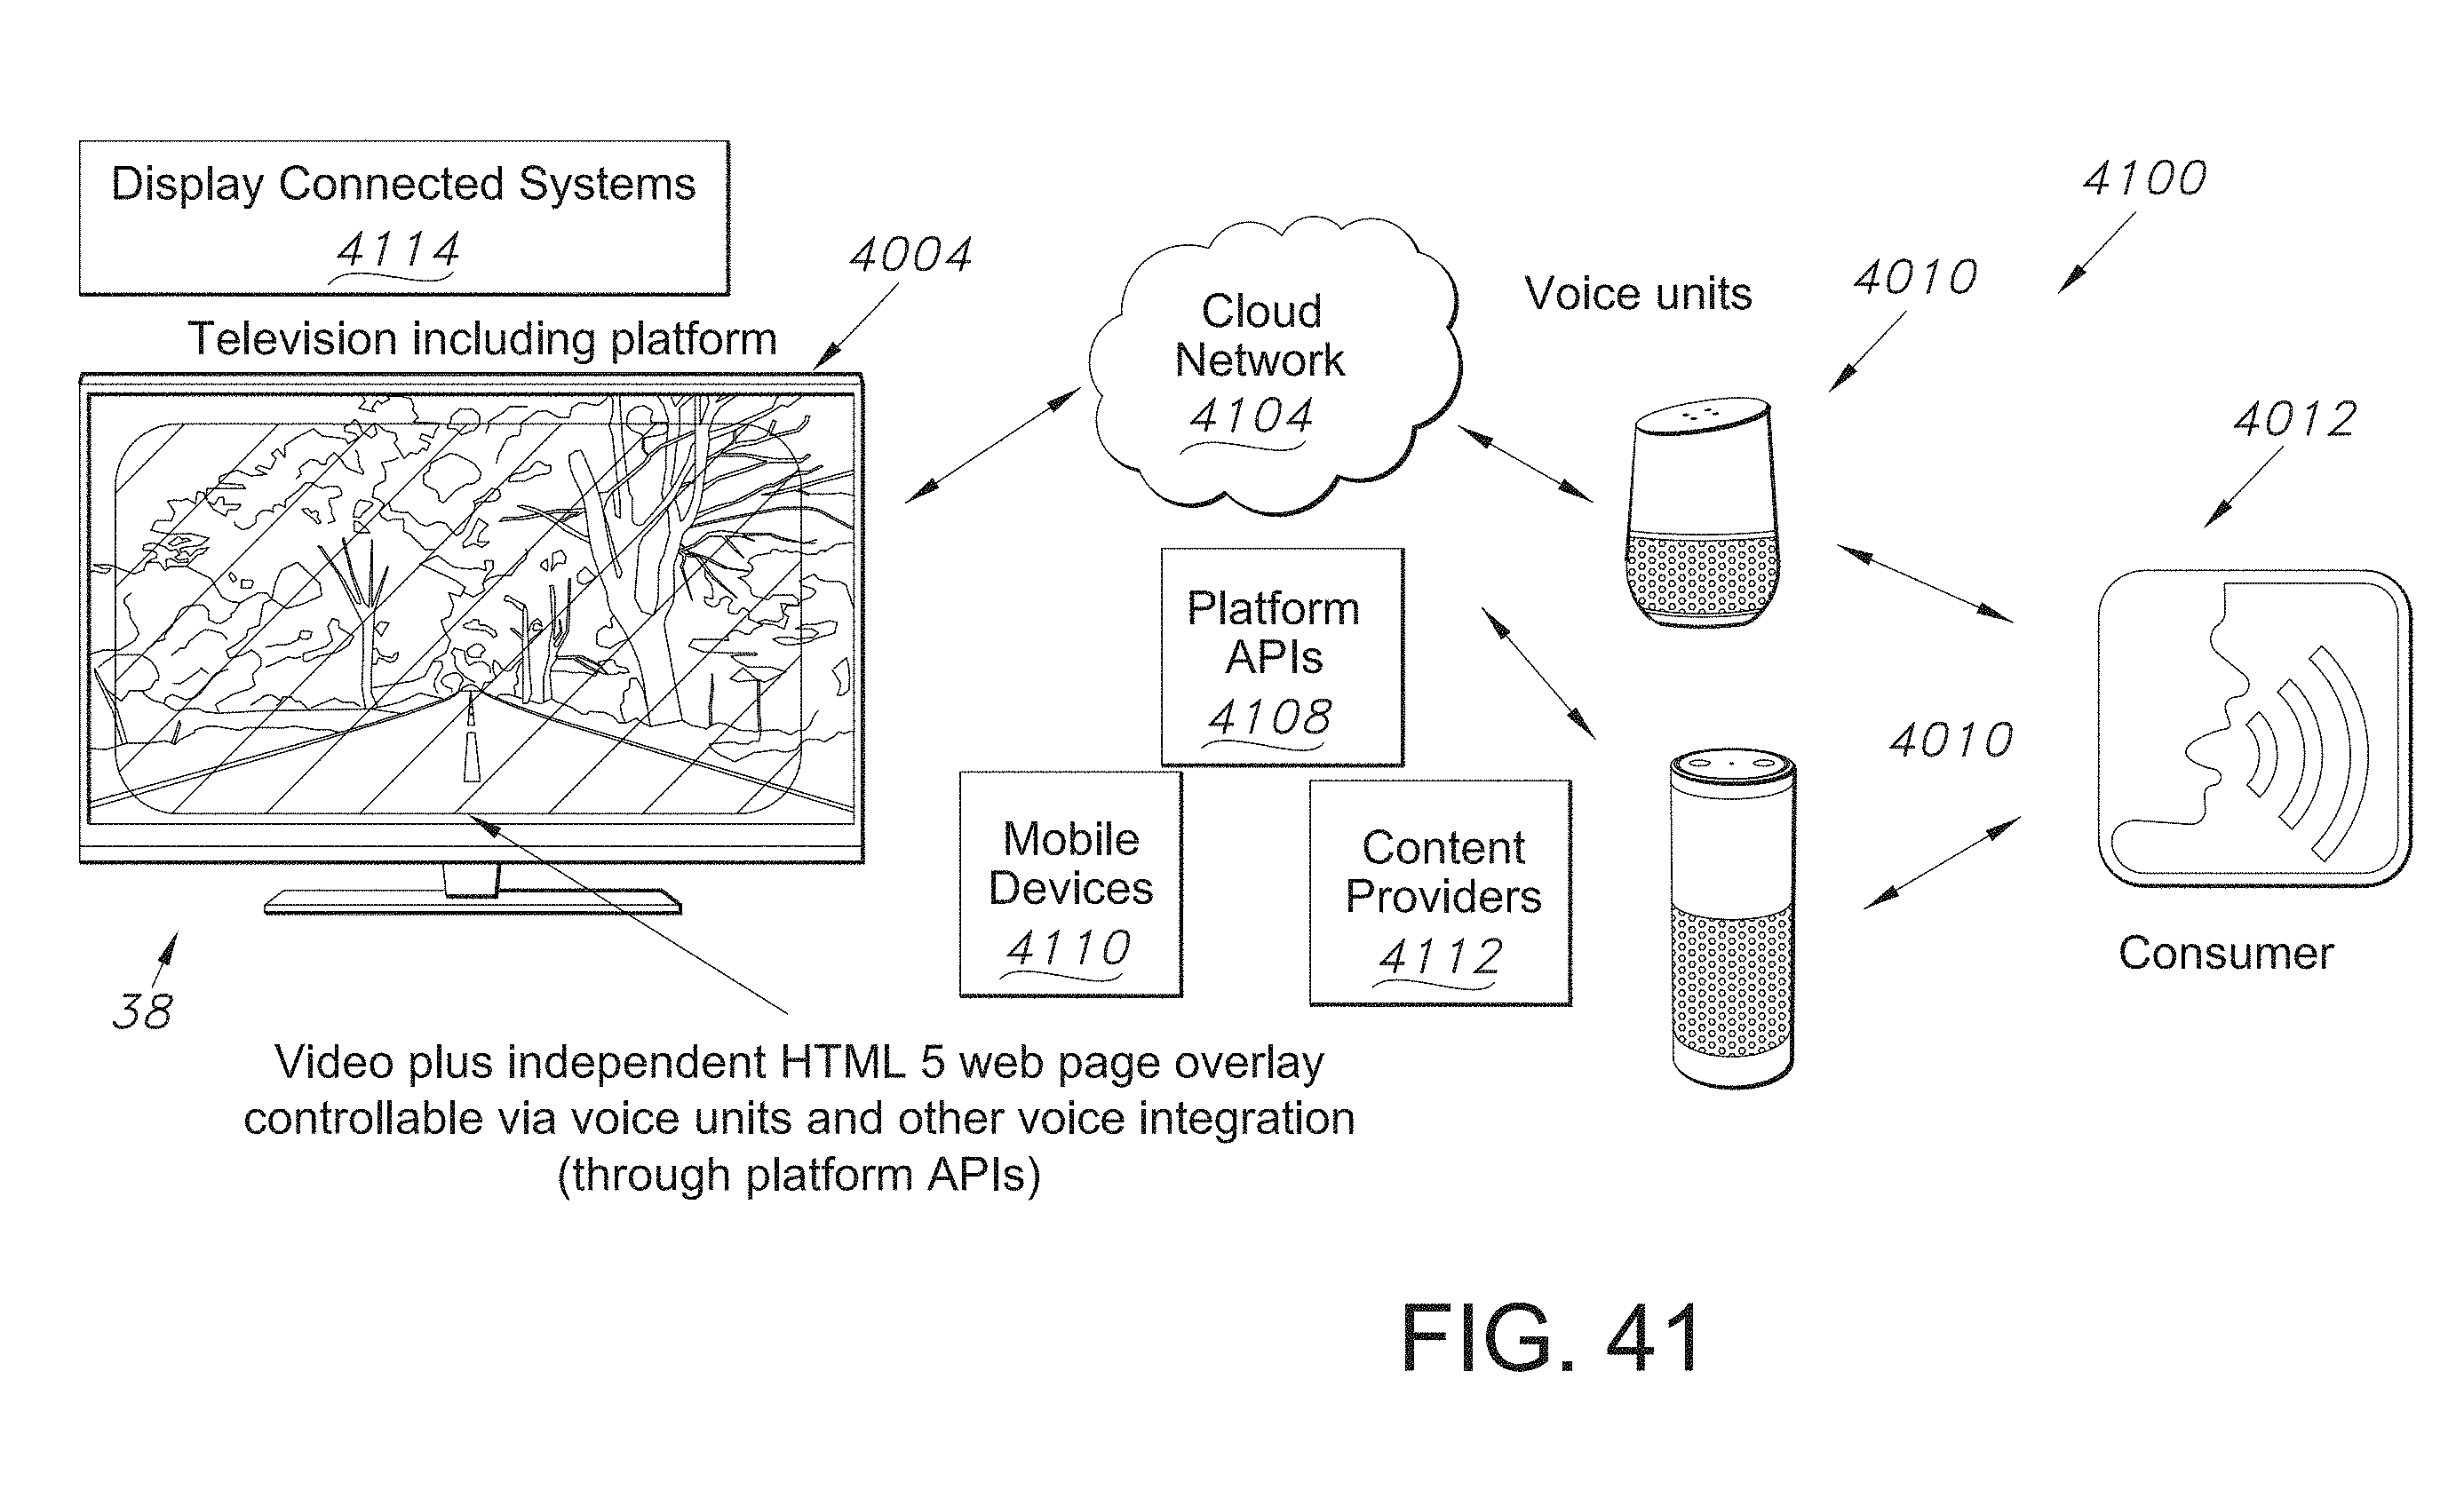 Display Connected Systems
4114
Television including platform
4004
Cloud
Network
4104
Voice units
4010
4100
4012
Platform
APIs
4108
4010
Mobile
Devices
4110
Content
Providers
4112
Consumer
38
Video plus independent HTML 5 web page overlay
controllable via voice units and other voice integration
(through platform APIs)
FIG. 41